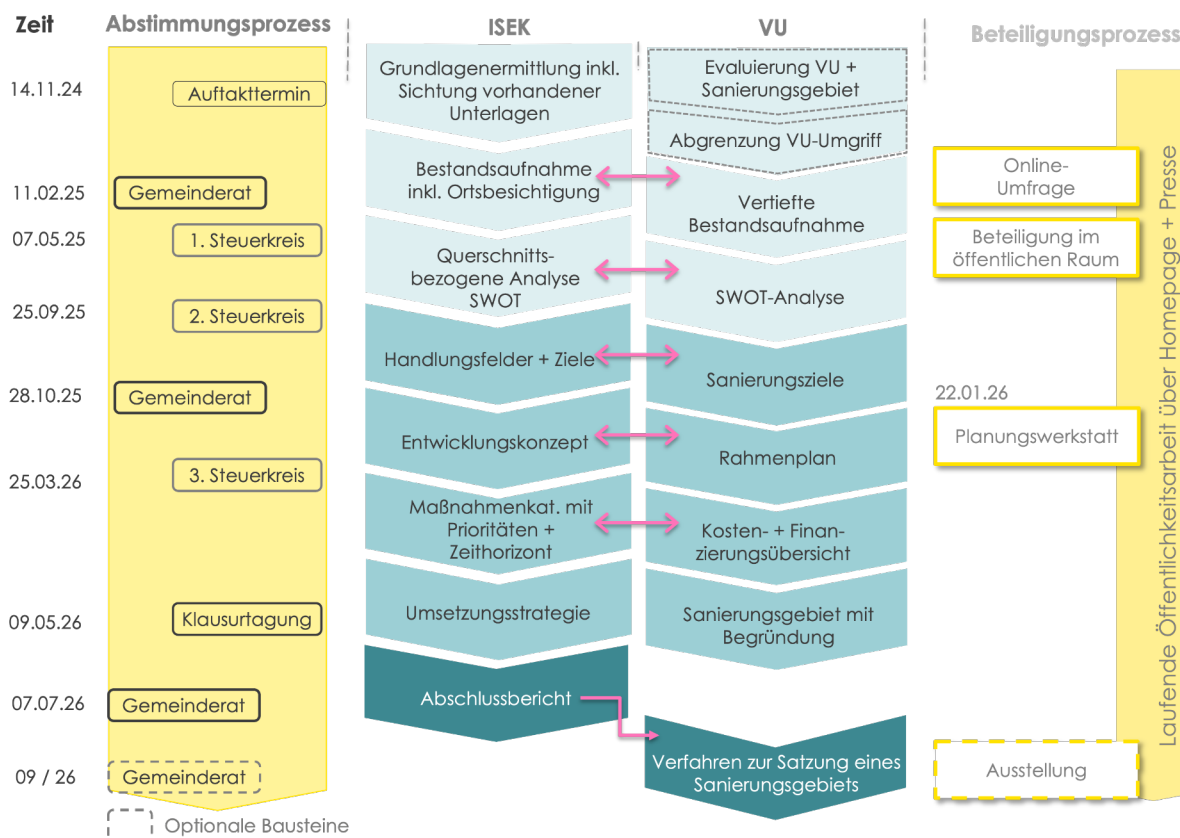 Zeit
Abstimmungsprozess
ISEK
VU
Beteiligungsprozess
14.11.24
11.02.25
07.05.25
25.09.25
28.10.25
25.03.26
09.05.26
07.07.26
09 / 26
Auftakttermin
Gemeinderat
1. Steuerkreis
2. Steuerkreis
Gemeinderat
3. Steuerkreis
Klausurtagung
Gemeinderat
Gemeinderat
Optionale Bausteine
Grundlagenermittlung inkl.
Sichtung vorhandener
Unterlagen
Bestandsaufnahme
inkl. Ortsbesichtigung
Querschnitts-
bezogene Analyse
SWOT
Handlungsfelder + Ziele
Entwicklungskonzept
Maßnahmenkat. mit
Prioritäten +
Zeithorizont
Umsetzungsstrategie
Abschlussbericht
Evaluierung VU +
Sanierungsgebiet
Abgrenzung VU-Umgriff
Vertiefte
Bestandsaufnahme
SWOT-Analyse
Sanierungsziele
Rahmenplan
Kosten- + Finan-
zierungsübersicht
Sanierungsgebiet mit
Begründung
Verfahren zur Satzung eines
Sanierungsgebiets
Online-
Umfrage
Beteiligung im
öffentlichen Raum
22.01.26
Planungswerkstatt
Ausstellung
Laufende Öffentlichkeitsarbeit über Homepage + Presse